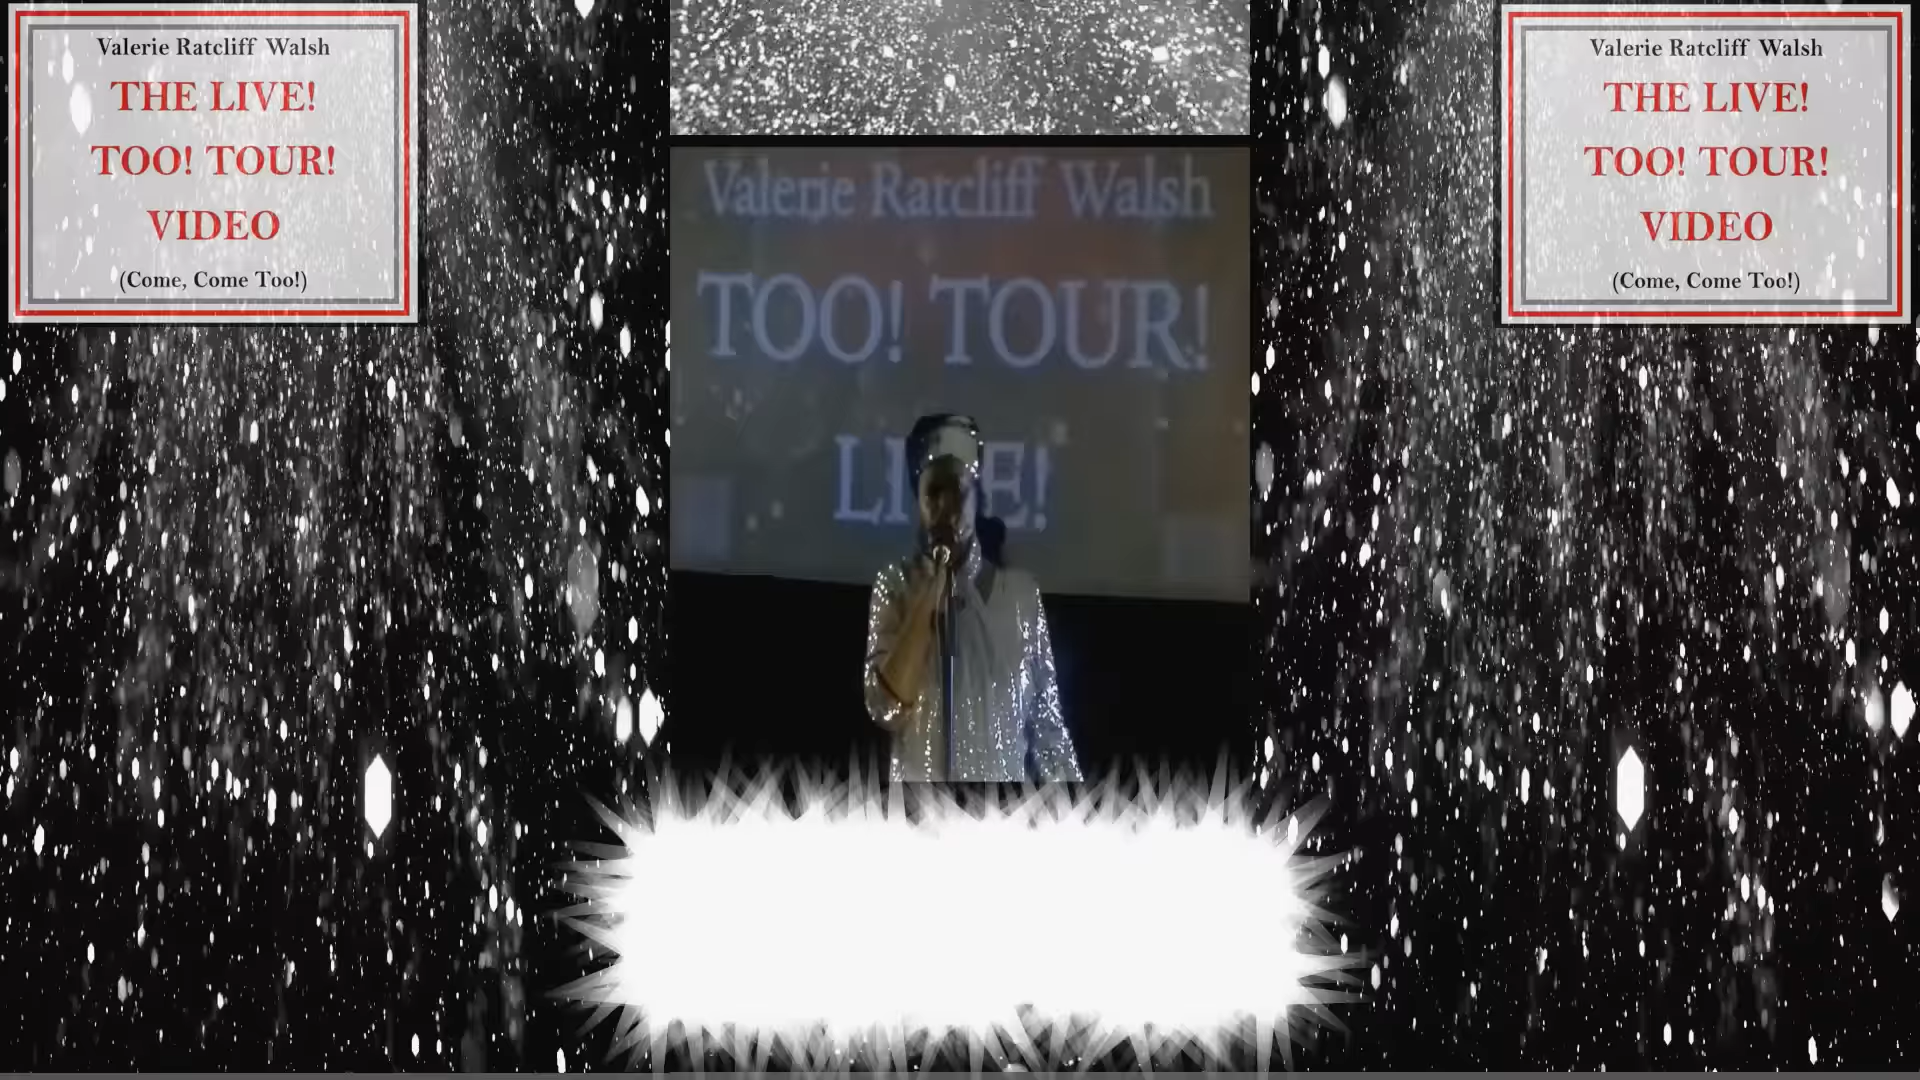 Valerie Ratcliff Walsh
THE LIVE!
TOO! TOUR!
VIDEO
(Come, Come Too!)
Valerie Ratcliff Walsh
TOO! TOUR!
LIVE!
Valerie Ratcliff Walsh
THE LIVE!
TOO! TOUR!
VIDEO
(Come, Come Too!)